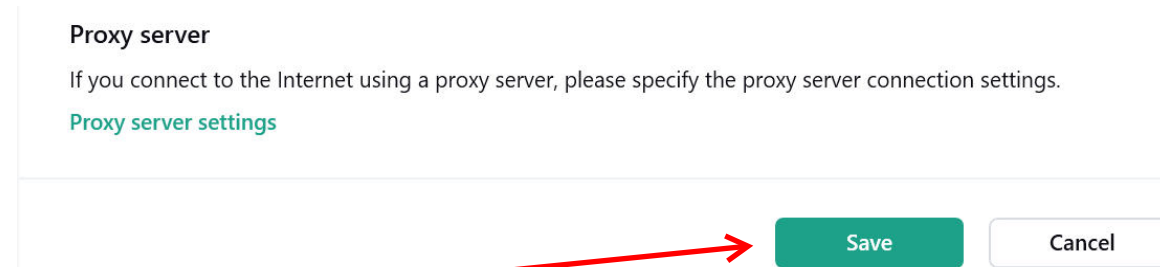 Proxy server
If you connect to the Internet using a proxy server, please specify the proxy server connection settings.
Proxy server settings
Save
Cancel